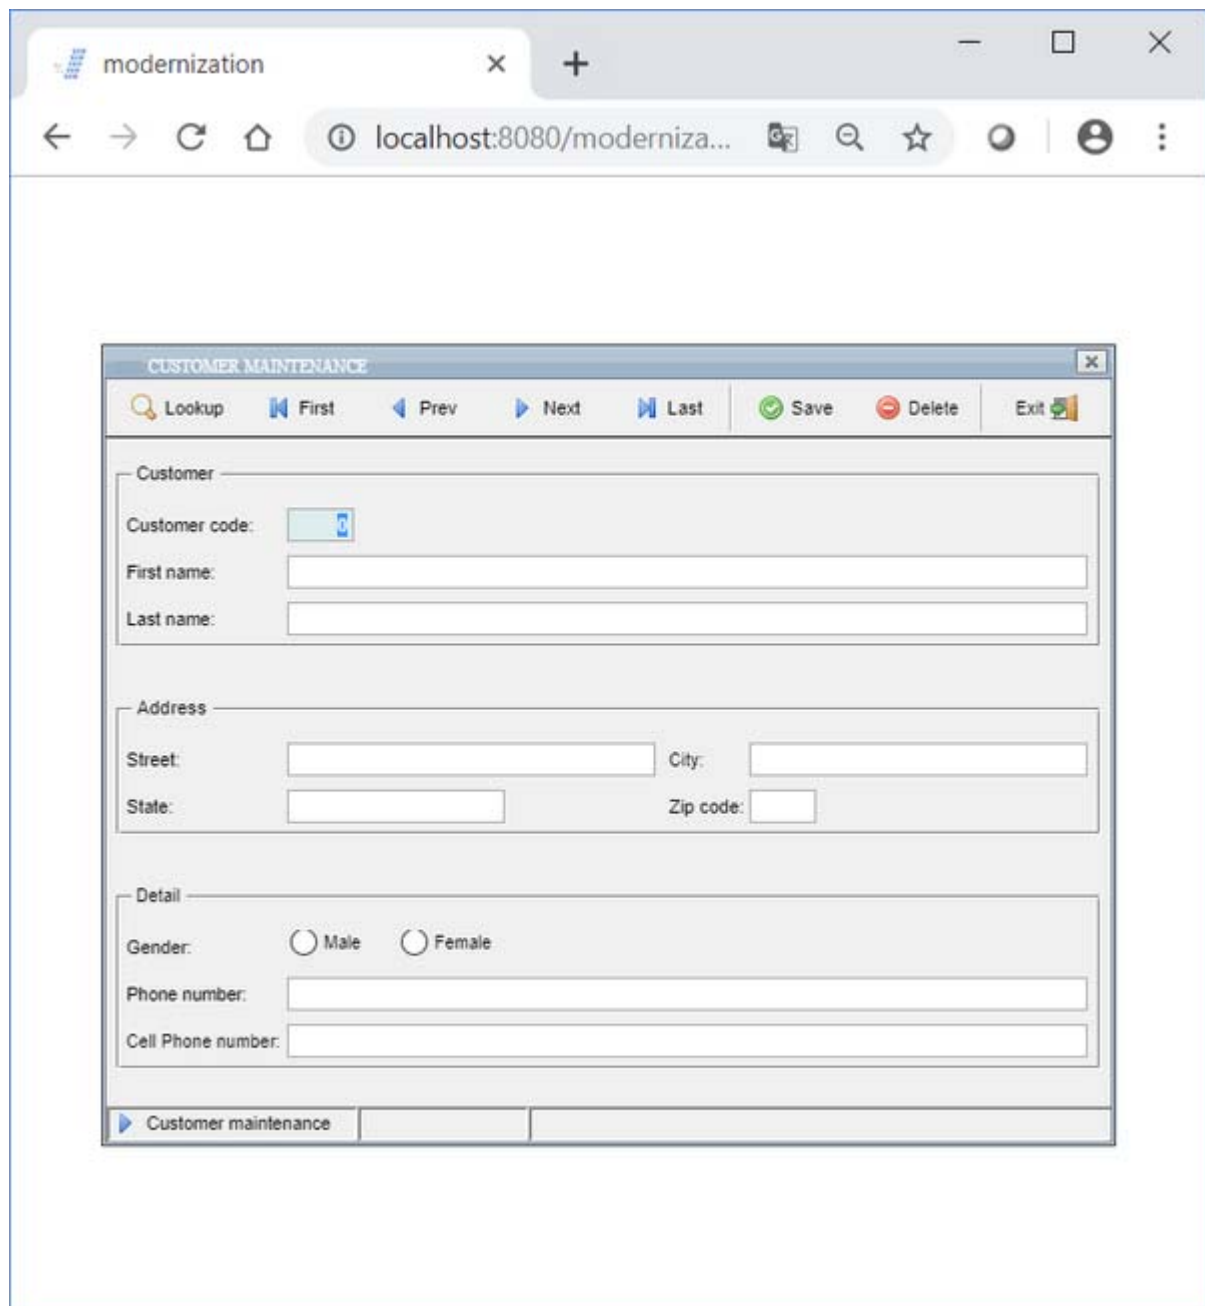 modernization
localhost:8080/moderniza...
CUSTOMER MAINTENANCE
Lookup First Prev Next Last Save Delete Exit
Customer
Customer code: 0
First name:
Last name:
Address
Street: City:
State: Zip code:
Detail
Gender: Male Female
Phone number:
Cell Phone number:
Customer maintenance